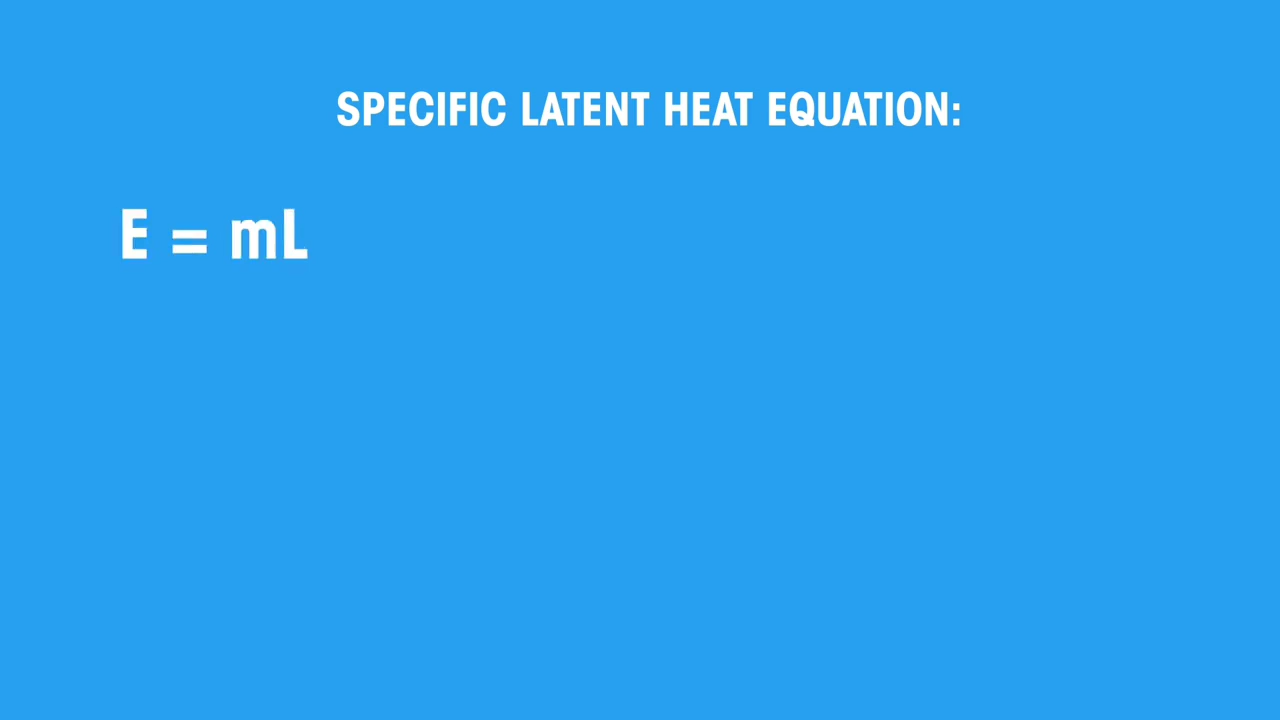 SPECIFIC LATENT HEAT EQUATION:
E = mL